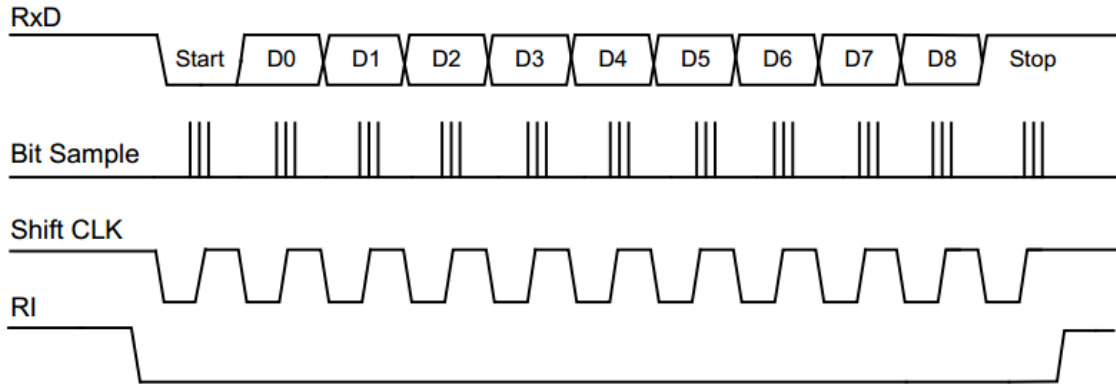 RxD
Start D0 D1 D2 D3 D4 D5 D6 D7 D8 Stop
Bit Sample
Shift CLK
RI